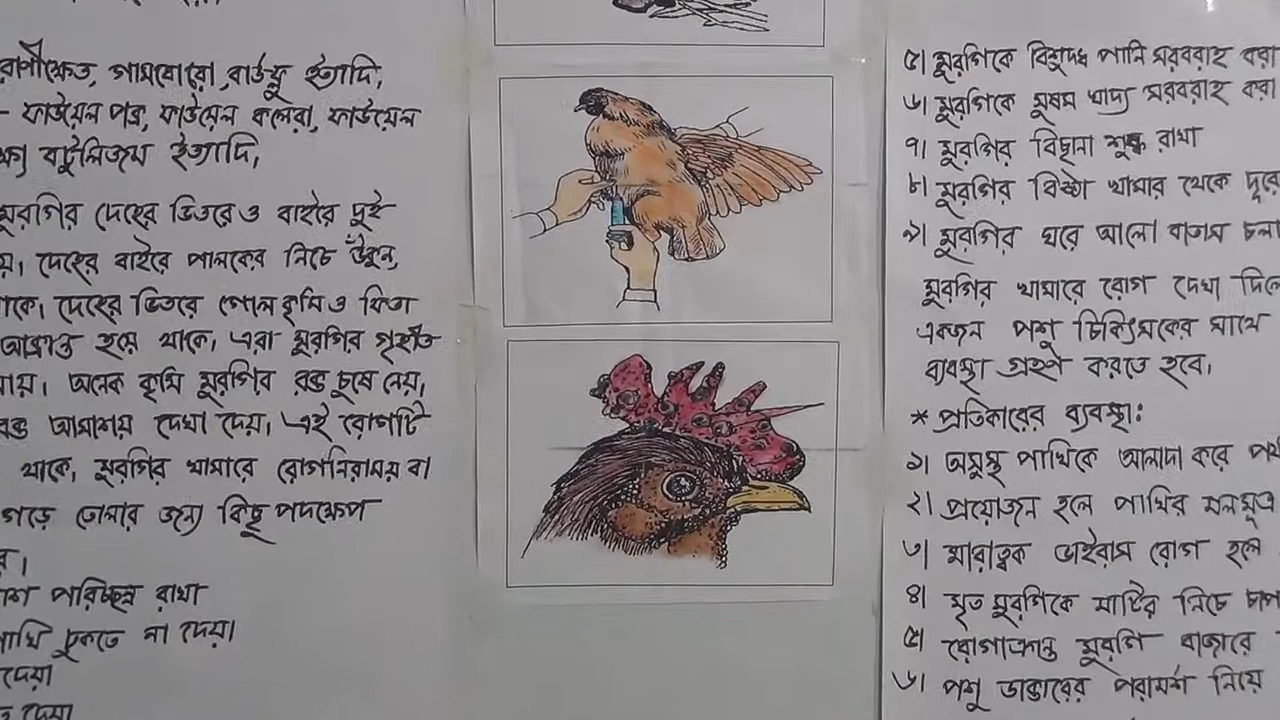 রাণীক্ষেত, গামবোরো, বার্ডফ্লু ইত্যাদি,
- ফাউয়েল পক্স, ফাউয়েল কলেরা, ফাউয়েল
বটুলিজম ইত্যাদি,
মুরগির দেহের ভিতরে ও বাইরে দুই
য়। দেহের বাইরে পালকের নিচে উঁকুন,
থাকে। দেহের ভিতরে গোল কৃমি ও ফিতা
আক্রান্ত হয়ে থাকে, এরা মুরগির গৃহীত
যায়। অনেক কৃমি মুরগির রক্ত চুষে নেয়,
রক্ত আমাশয় দেখা দেয়, এই রোগটি
থাকে, মুরগির খামারে রোগনিরাময় বা
গড়ে তোলার জন্য কিছু পদক্ষেপ
র।
পরিচ্ছন্ন রাখা
পাখি ঢুকতে না দেয়া
দেয়া
দেয়া
৫। মুরগিকে বিশুদ্ধ পানি সরবরাহ করা
৬। মুরগিকে সুষম খাদ্য সরবরাহ করা
৭। মুরগির বিছানা শুষ্ক রাখা
৮। মুরগির বিষ্ঠা খামার থেকে দূরে
৯। মুরগির ঘরে আলো বাতাস চলা
মুরগির খামারে রোগ দেখা দিলে
একজন পশু চিকিৎসকের সাথে
ব্যবস্থা গ্রহণ করতে হবে।
* প্রতিকারের ব্যবস্থা:
১। অসুস্থ পাখিকে আলাদা করে
২। প্রয়োজন হলে পাখির মলমূত্র
৩। মারাত্বক ভাইরাস রোগ হলে
৪। মৃত মুরগিকে মাটির নিচে চাপা
৫। রোগাক্রান্ত মুরগি বাজারে
৬। পশু ডাক্তারের পরামর্শ নিয়ে